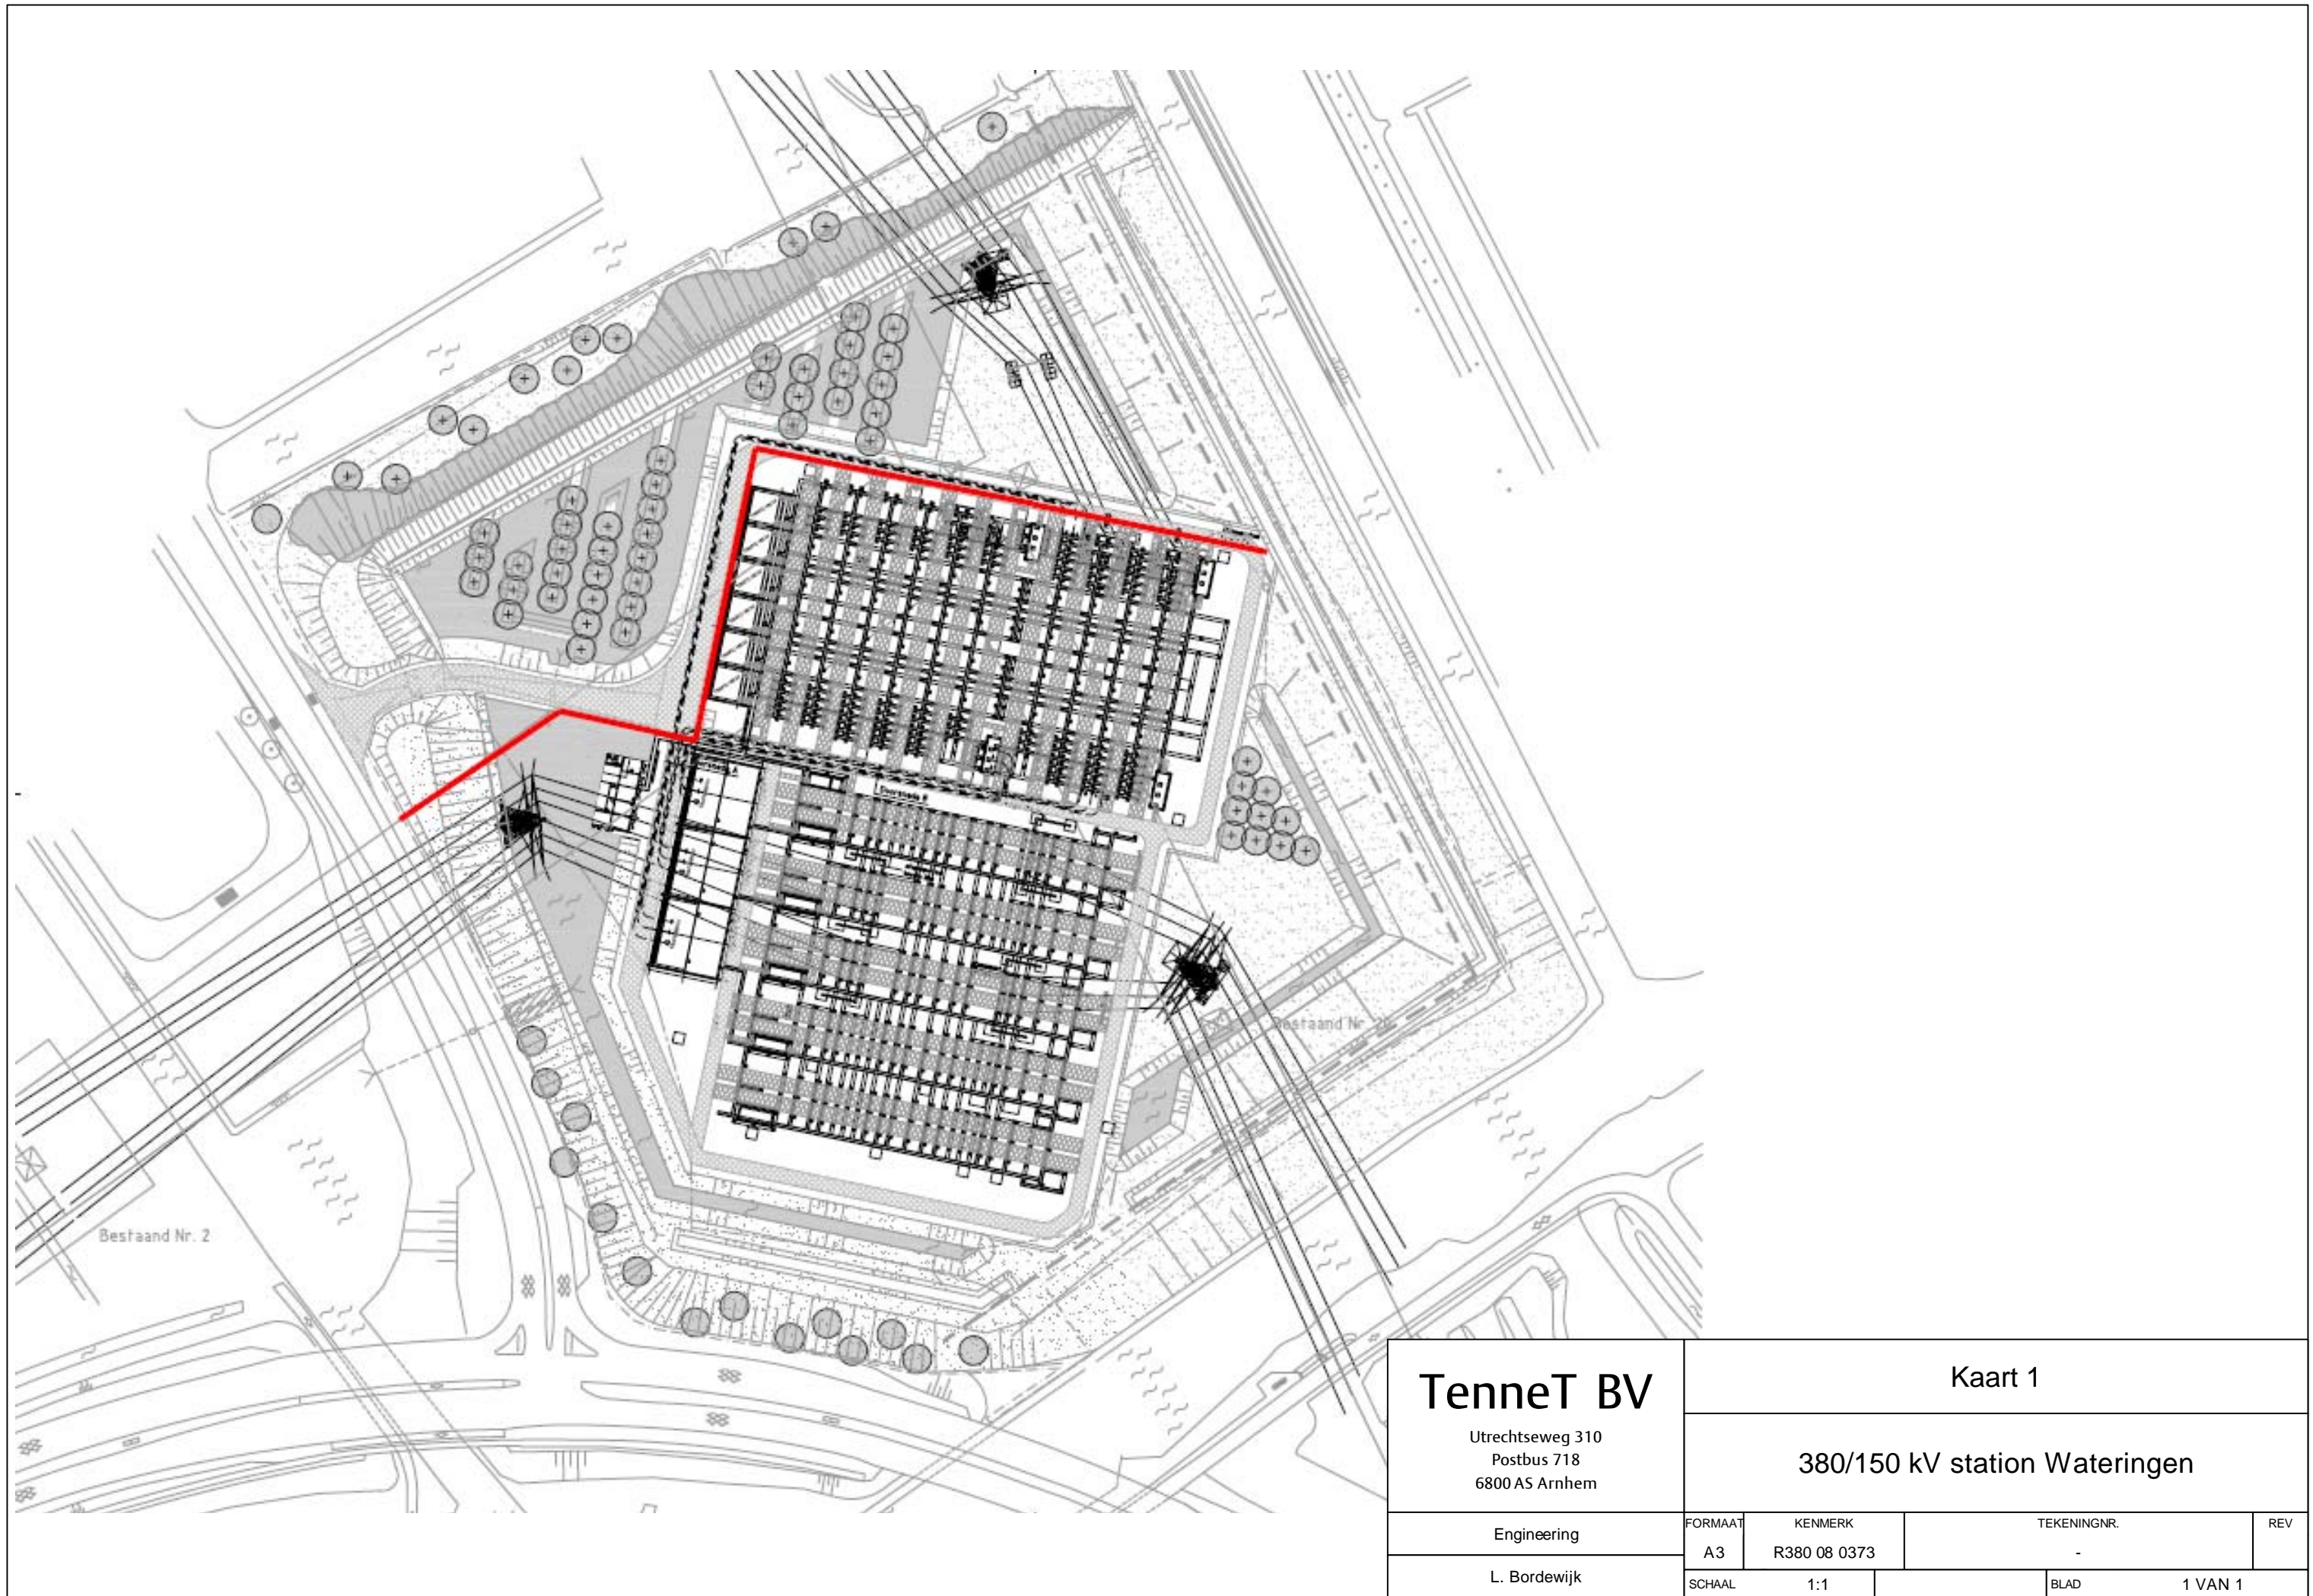 Bestaand Nr.
Bestaand Nr. 2
TenneT BV
Utrechtseweg 310
Postbus 718
6800 AS Arnhem
Engineering
L. Bordewijk
Kaart 1
380/150 kV station Wateringen
FORMAAT KENMERK TEKENINGNR. REV
A3 R380 08 0373 -
SCHAAL 1:1 BLAD 1 VAN 1